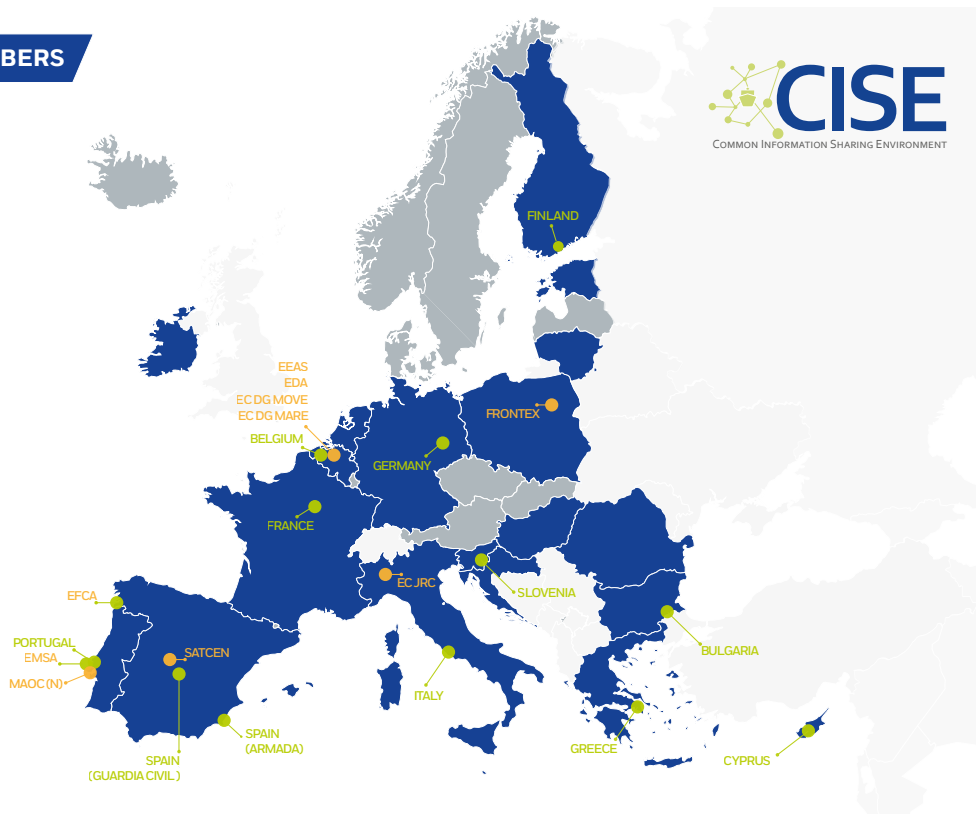 BERS
CISE
COMMON INFORMATION SHARING ENVIRONMENT
FINLAND
EEAS
EDA
EC DG MOVE
EC DG MARE
BELGIUM
FRONTEX
GERMANY
FRANCE
EC JRC
SLOVENIA
EFCA
PORTUGAL
EMSA
MAOC (N)
SATCEN
BULGARIA
ITALY
SPAIN
(ARMADA)
GREECE
SPAIN
(GUARDIA CIVIL)
CYPRUS